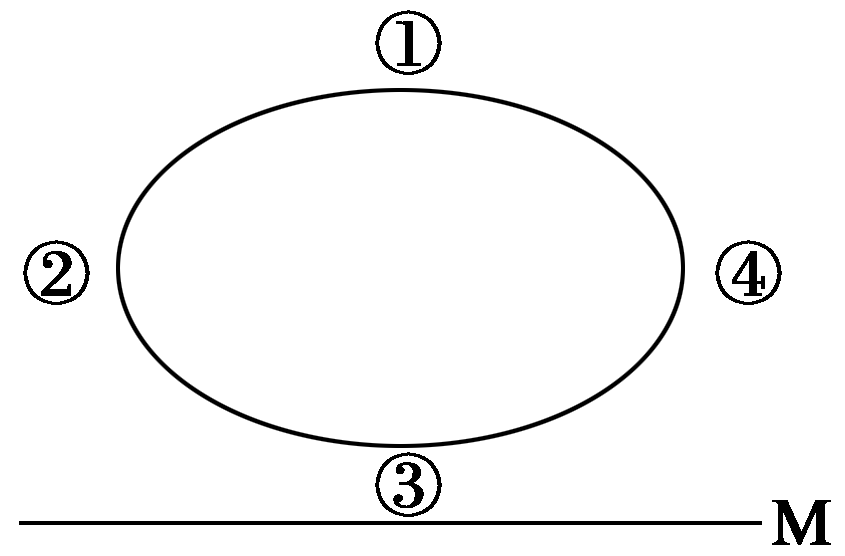 ①
② ④
③
M